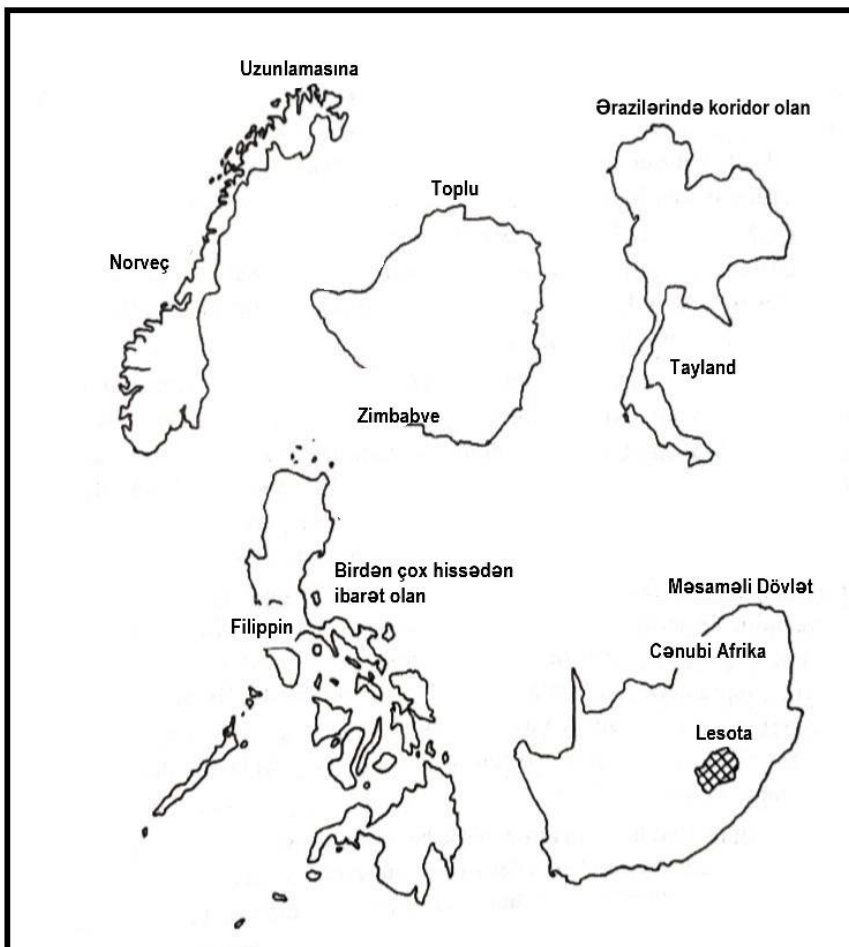 Uzunlamasına
Ərazilərində koridor olan
Toplu
Norveç
Tayland
Zimbabve
Birdən çox hissədən
ibarət olan
Filippin
Məsaməli Dövlət
Cənubi Afrika
Lesota